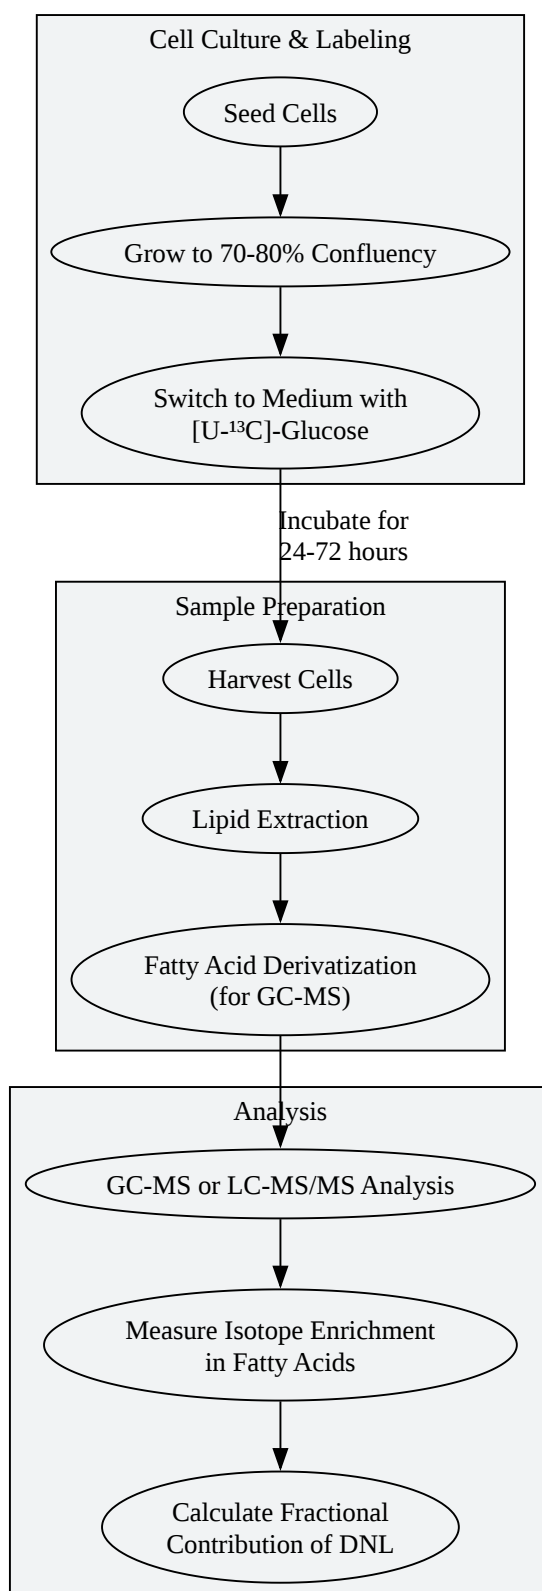 Cell Culture & Labeling
Seed Cells
Grow to 70-80% Confluency
Switch to Medium with
[U-¹³C]-Glucose
Incubate for
24-72 hours
Sample Preparation
Harvest Cells
Lipid Extraction
Fatty Acid Derivatization
(for GC-MS)
Analysis
GC-MS or LC-MS/MS Analysis
Measure Isotope Enrichment
in Fatty Acids
Calculate Fractional
Contribution of DNL